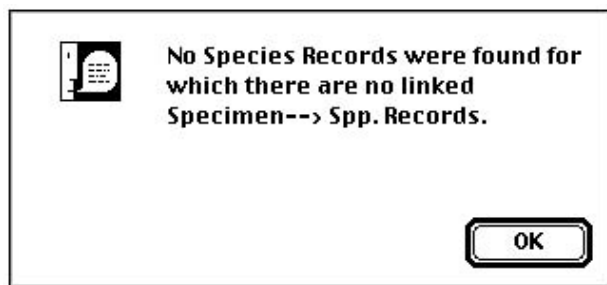 No Species Records were found for
which there are no linked
Specimen--> Spp. Records.
OK